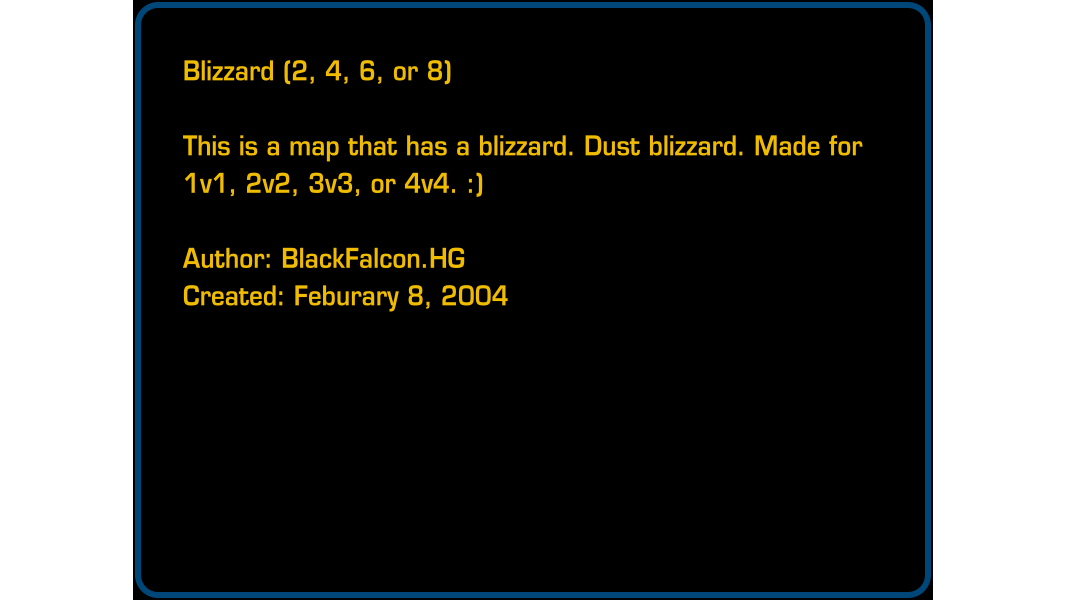 Blizzard (2, 4, 6, or 8)
This is a map that has a blizzard. Dust blizzard. Made for
1v1, 2v2, 3v3, or 4v4. :)
Author: BlackFalcon.HG
Created: Feburary 8, 2004